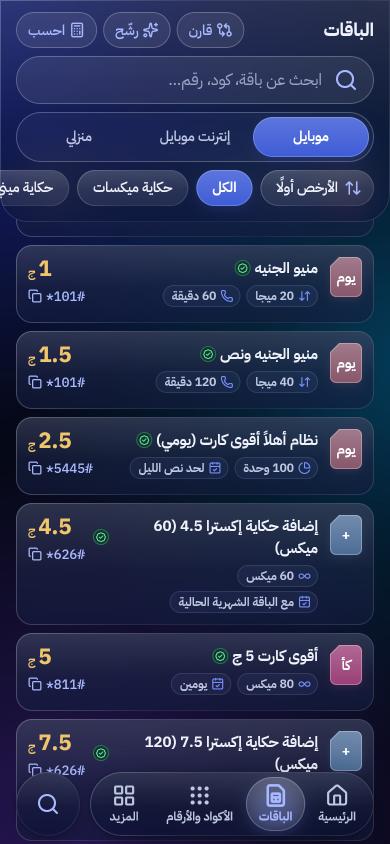 الباقات
قارن
رشّح
احسب
ابحث عن باقة، كود، رقم...
موبايل
إنترنت موبايل
منزلي
الأرخص أولًا
الكل
حكاية ميكسات
حكاية ميني
يوم
منيو الجنيه
1 ج
20 ميجا
60 دقيقة
*101#
يوم
منيو الجنيه ونص
1.5 ج
40 ميجا
120 دقيقة
*101#
يوم
نظام أهلاً أقوى كارت (يومي)
2.5 ج
100 وحدة
لحد نص الليل
*5445#
+
إضافة حكاية إكسترا 4.5 (60
ميكس)
4.5 ج
60 ميكس
مع الباقة الشهرية الحالية
*626#
كأ
أقوى كارت 5 ج
5 ج
80 ميكس
يومين
*811#
+
إضافة حكاية إكسترا 7.5 (120
ميكس)
7.5 ج
*626#
الرئيسية
الباقات
الأكواد والأرقام
المزيد